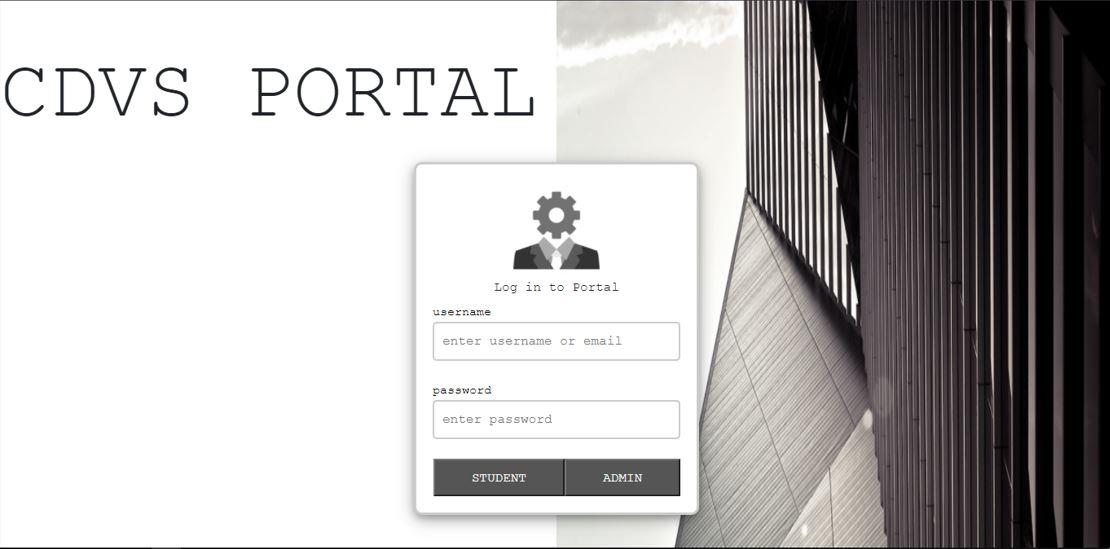 CDVS PORTAL
Log in to Portal
username
enter username or email
password
enter password
STUDENT ADMIN